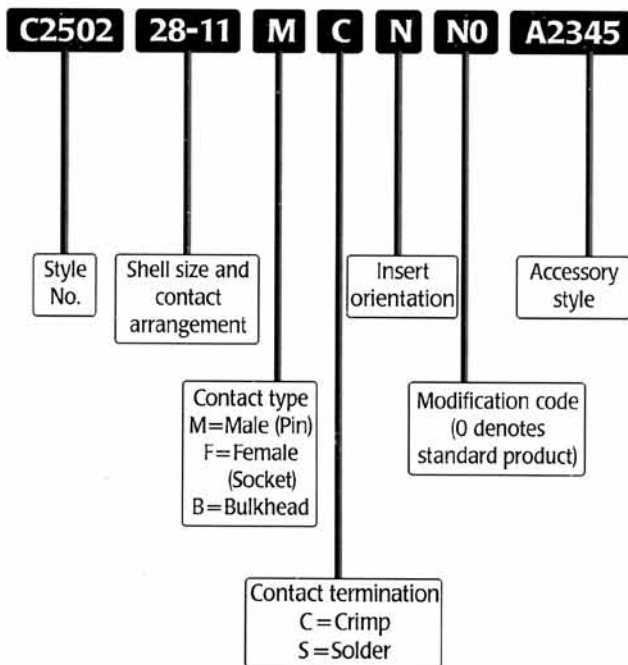 C2502 28-11 M C N N0 A2345
Style
No.
Shell size and
contact
arrangement
Insert
orientation
Accessory
style
Contact type
M=Male (Pin)
F=Female
(Socket)
B=Bulkhead
Modification code
(0 denotes
standard product)
Contact termination
C=Crimp
S=Solder